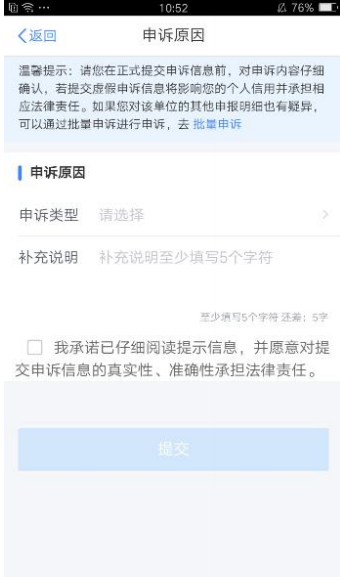 10:52
76%
返回
申诉原因
温馨提示：请您在正式提交申诉信息前，对申诉内容仔细
确认，若提交虚假申诉信息将影响您的个人信用并承担相
应法律责任。如果您对该单位的其他申报明细也有疑异，
可以通过批量申诉进行申诉，去 批量申诉
申诉原因
申诉类型 请选择
补充说明 补充说明至少填写5个字符
至少填写5个字符 还差：5字
我承诺已仔细阅读提示信息，并愿意对提
交申诉信息的真实性、准确性承担法律责任。
提交